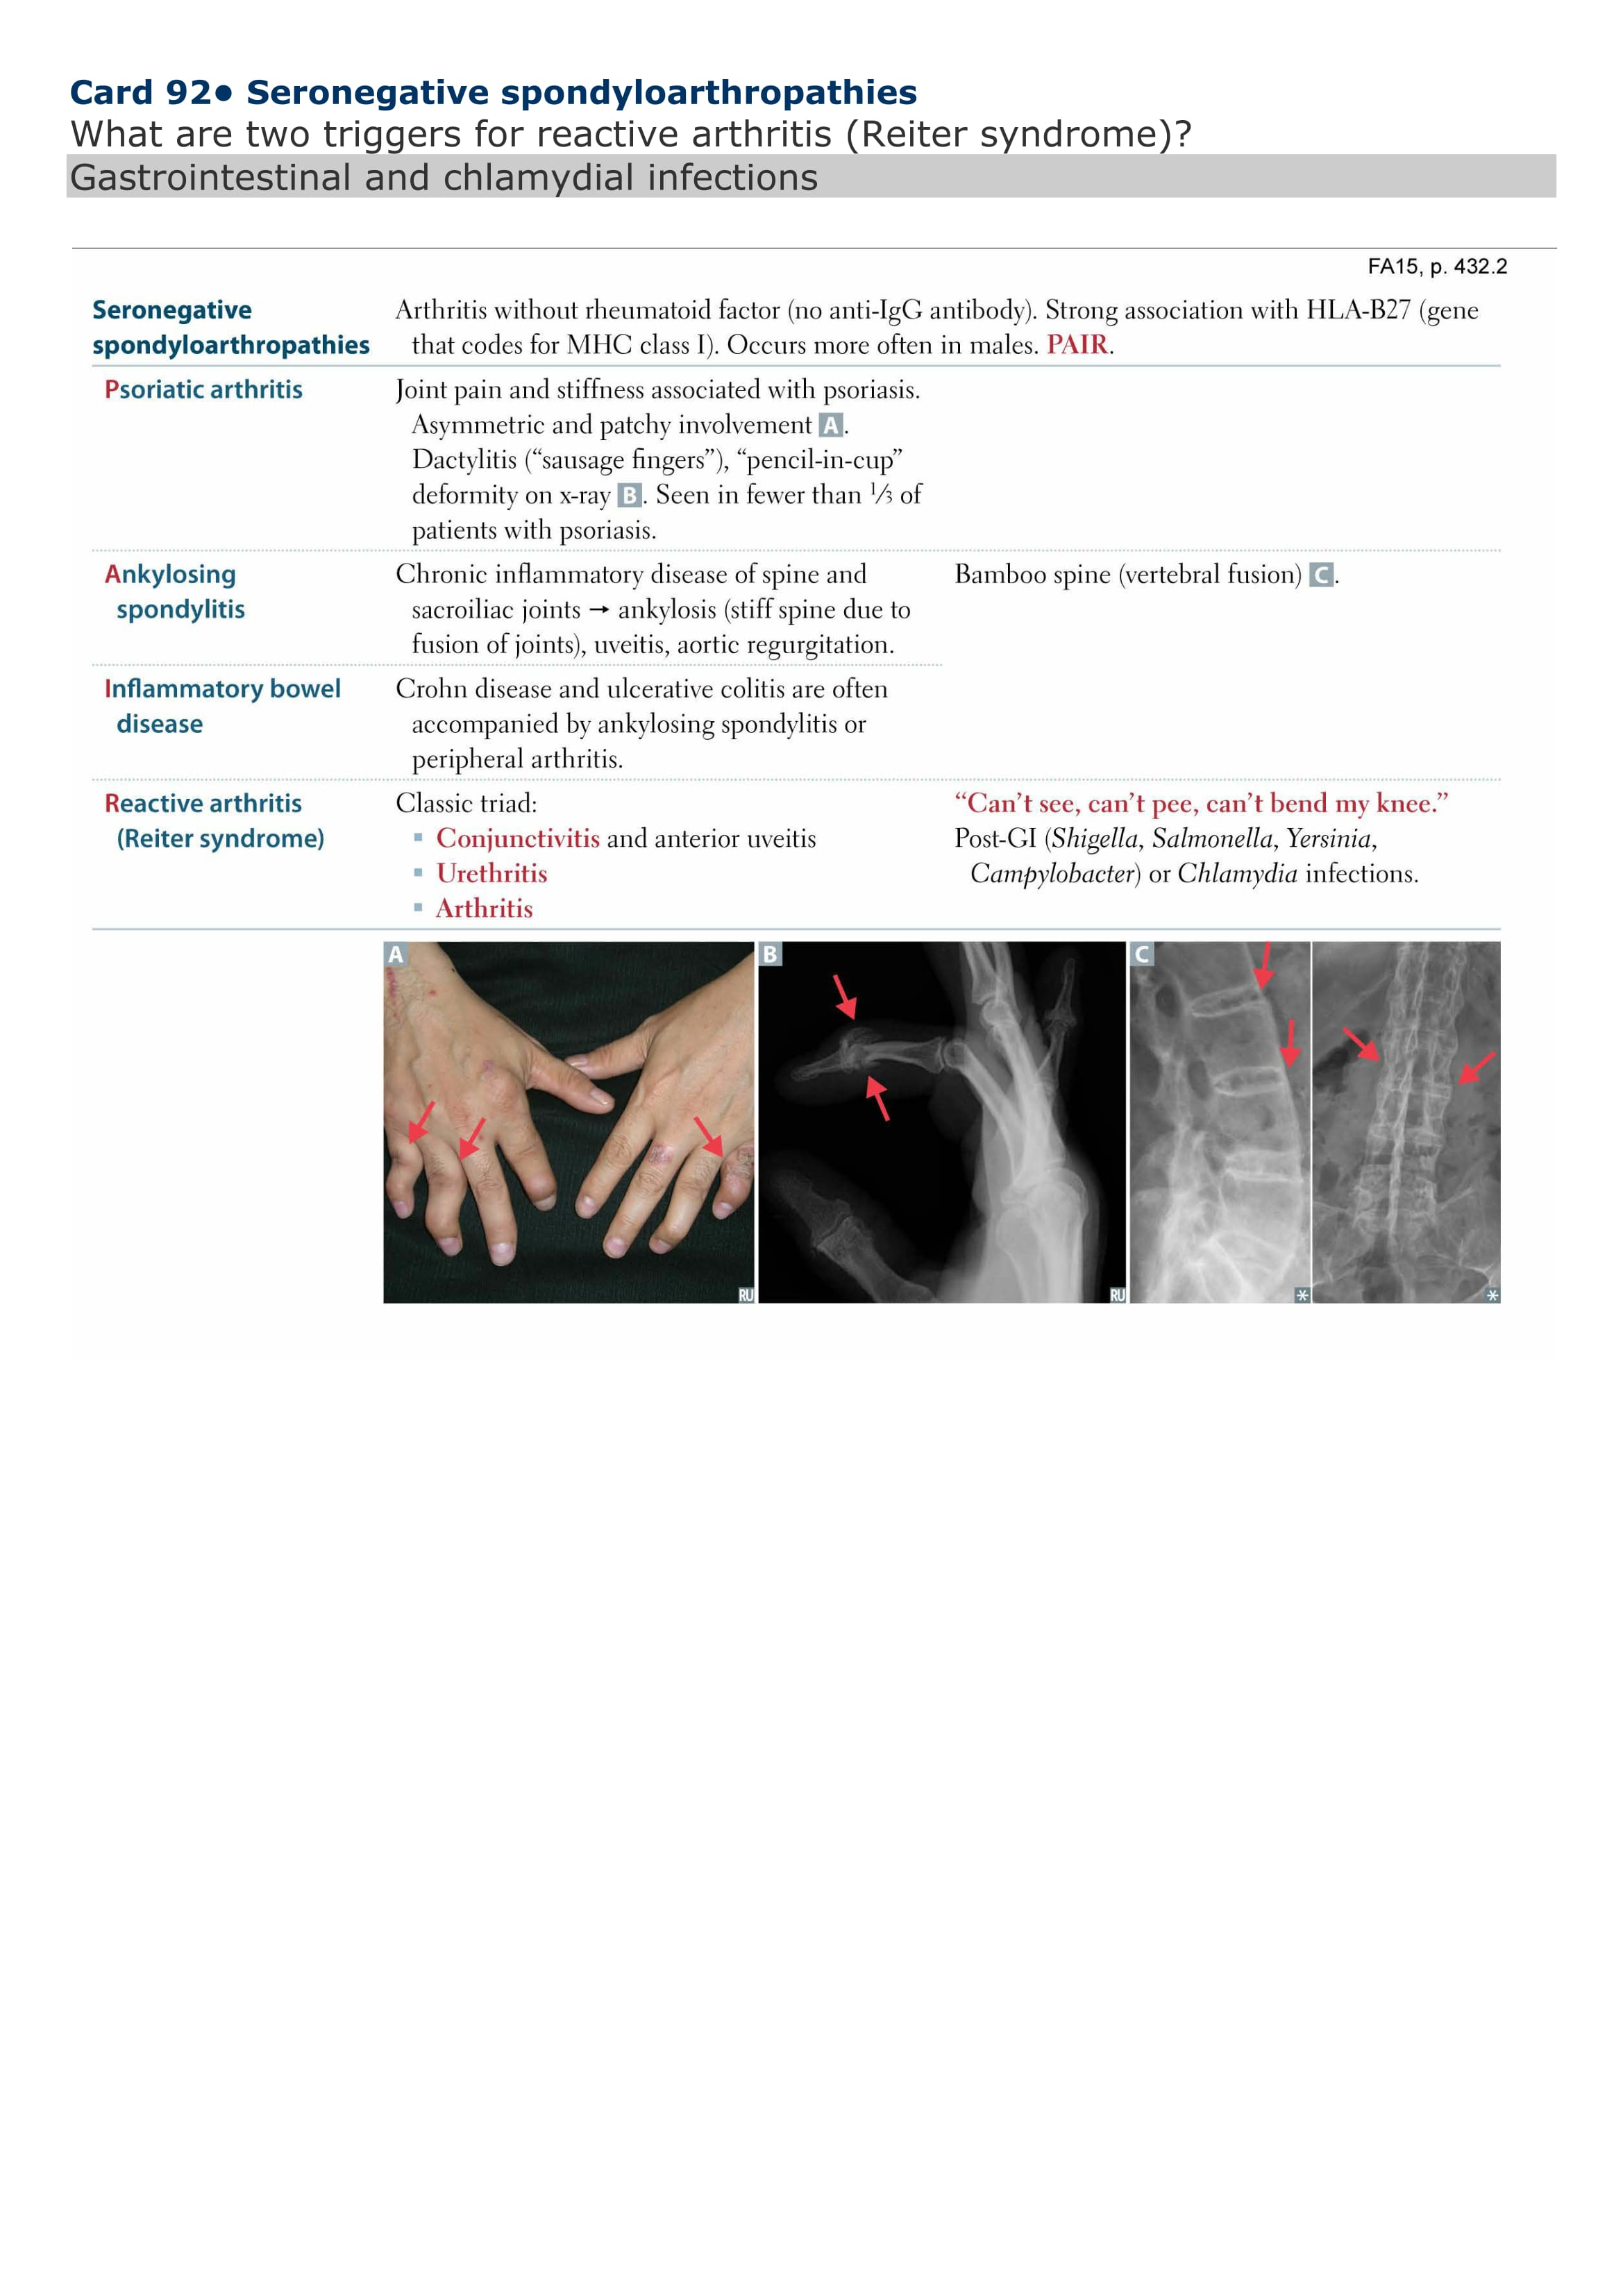 Card 92● Seronegative spondyloarthropathies
What are two triggers for reactive arthritis (Reiter syndrome)?
Gastrointestinal and chlamydial infections
FA15, p. 432.2
Seronegative
spondyloarthropathies
Arthritis without rheumatoid factor (no anti-IgG antibody). Strong association with HLA-B27 (gene
that codes for MHC class I). Occurs more often in males. PAIR.
Psoriatic arthritis
Joint pain and stiffness associated with psoriasis.
Asymmetric and patchy involvement A.
Dactylitis (“sausage fingers”), “pencil-in-cup”
deformity on x-ray B. Seen in fewer than ⅓ of
patients with psoriasis.
Ankylosing
spondylitis
Chronic inflammatory disease of spine and
sacroiliac joints → ankylosis (stiff spine due to
fusion of joints), uveitis, aortic regurgitation.
Bamboo spine (vertebral fusion) C.
Inflammatory bowel
disease
Crohn disease and ulcerative colitis are often
accompanied by ankylosing spondylitis or
peripheral arthritis.
Reactive arthritis
(Reiter syndrome)
Classic triad:
▪ Conjunctivitis and anterior uveitis
▪ Urethritis
▪ Arthritis
“Can’t see, can’t pee, can’t bend my knee.”
Post-GI (Shigella, Salmonella, Yersinia,
Campylobacter) or Chlamydia infections.
A
RU
B
RU
C
*
*